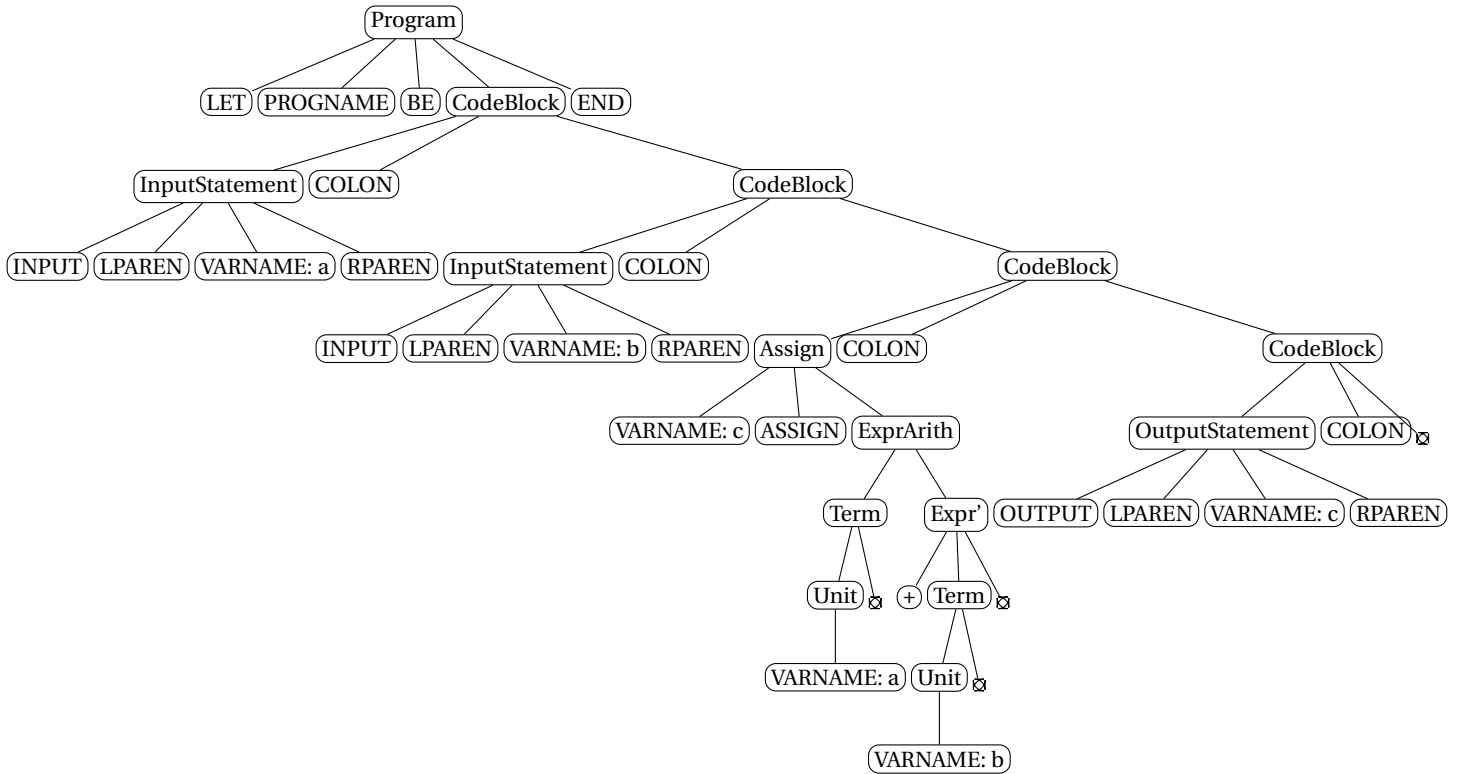 Program
LET PROGNAME BE CodeBlock END
InputStatement COLON CodeBlock
INPUT LPAREN VARNAME: a RPAREN InputStatement COLON CodeBlock
INPUT LPAREN VARNAME: b RPAREN Assign COLON CodeBlock
VARNAME: c ASSIGN ExprArith OutputStatement COLON
Term Expr’ OUTPUT LPAREN VARNAME: c RPAREN
Unit + Term
VARNAME: a Unit
VARNAME: b